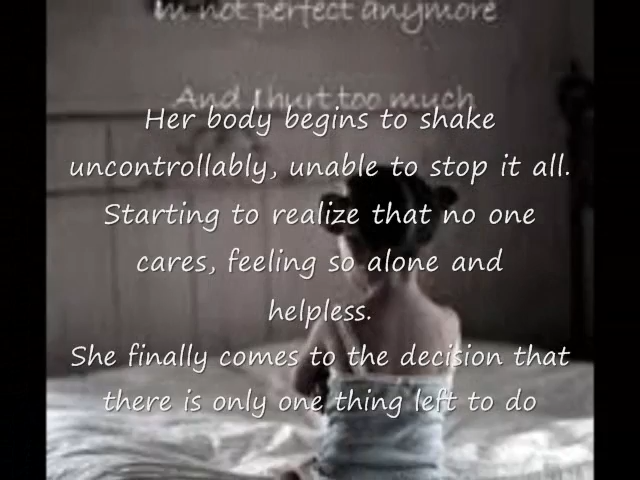 I'm not perfect anymore
And I hurt too much
Her body begins to shake
uncontrollably, unable to stop it all.
Starting to realize that no one
cares, feeling so alone and
helpless.
She finally comes to the decision that
there is only one thing left to do